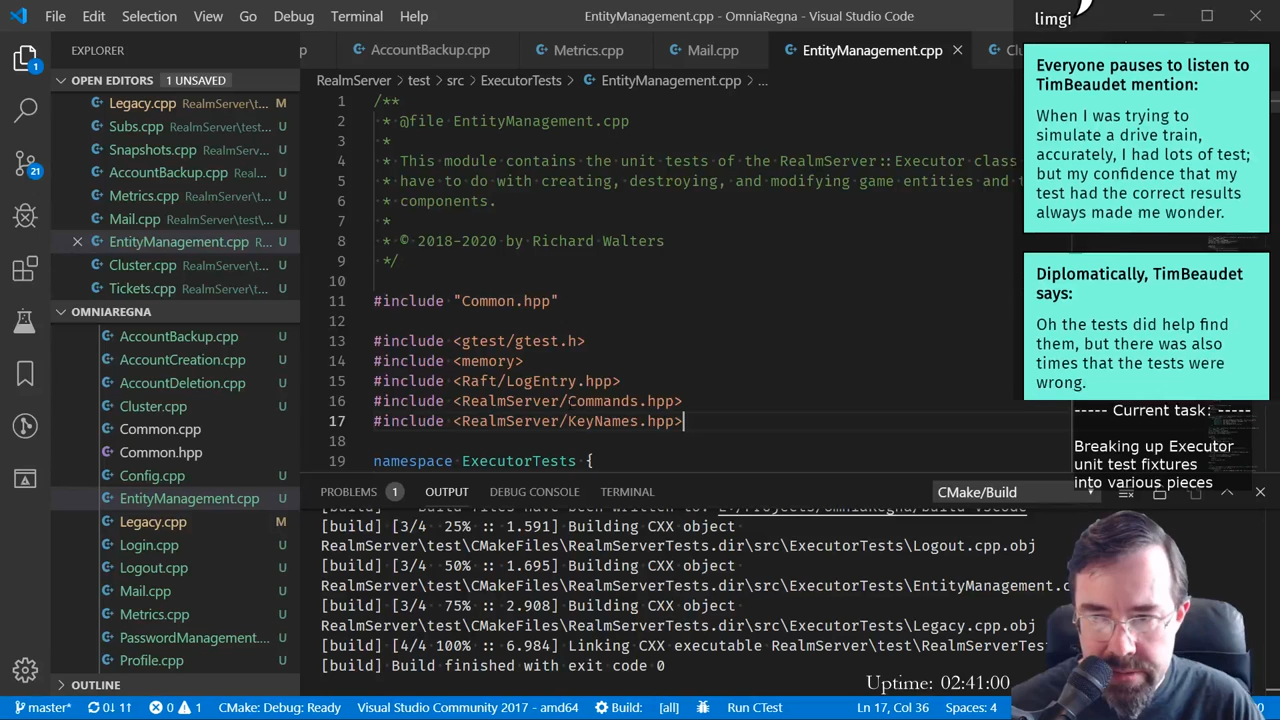 File Edit Selection View Go Debug Terminal Help
EntityManagement.cpp - OmniaRegna - Visual Studio Code
limgi
EXPLORER
OPEN EDITORS 1 UNSAVED
Legacy.cpp RealmServer\t... M
Subs.cpp RealmServer\tes... U
Snapshots.cpp RealmServ... U
AccountBackup.cpp Real... U
Metrics.cpp RealmServer\... U
Mail.cpp RealmServer\test\... U
EntityManagement.cpp R... U
Cluster.cpp RealmServer\t... U
Tickets.cpp RealmServer\t... U
OMNIAREGNA
AccountBackup.cpp U
AccountCreation.cpp U
AccountDeletion.cpp U
Cluster.cpp U
Common.cpp U
Common.hpp U
Config.cpp U
EntityManagement.cpp U
Legacy.cpp M
Login.cpp U
Logout.cpp U
Mail.cpp U
Metrics.cpp U
PasswordManagement.... U
Profile.cpp U
OUTLINE
1
21
AccountBackup.cpp Metrics.cpp Mail.cpp EntityManagement.cpp
RealmServer > test > src > ExecutorTests > EntityManagement.cpp > ...
1 /**
2 * @file EntityManagement.cpp
3 *
4 * This module contains the unit tests of the RealmServer::Executor class
5 * have to do with creating, destroying, and modifying game entities and
6 * components.
7 *
8 * © 2018-2020 by Richard Walters
9 */
10
11 #include "Common.hpp"
12
13 #include <gtest/gtest.h>
14 #include <memory>
15 #include <Raft/LogEntry.hpp>
16 #include <RealmServer/Commands.hpp>
17 #include <RealmServer/KeyNames.hpp>
18
19 namespace ExecutorTests {
PROBLEMS 1 OUTPUT DEBUG CONSOLE TERMINAL CMake/Build
[build] [3/4 25% :: 1.591] Building CXX object
RealmServer\test\CMakeFiles\RealmServerTests.dir\src\ExecutorTests\Logout.cpp.obj
[build] [3/4 50% :: 1.695] Building CXX object
RealmServer\test\CMakeFiles\RealmServerTests.dir\src\ExecutorTests\EntityManagement.c
[build] [3/4 75% :: 2.908] Building CXX object
RealmServer\test\CMakeFiles\RealmServerTests.dir\src\ExecutorTests\Legacy.cpp.obj
[build] [4/4 100% :: 6.984] Linking CXX executable RealmServer\test\RealmServerTest
[build] Build finished with exit code 0
Uptime: 02:41:00
Everyone pauses to listen to
TimBeaudet mention:
When I was trying to
simulate a drive train,
accurately, I had lots of test;
but my confidence that my
test had the correct results
always made me wonder.
Diplomatically, TimBeaudet
says:
Oh the tests did help find
them, but there was also
times that the tests were
wrong.
----- Current task: -----
Breaking up Executor
unit test fixtures
into various pieces
master* 0↓ 11↑ 0 1 CMake: Debug: Ready Visual Studio Community 2017 - amd64 Build: [all] Run CTest Ln 17, Col 36 Spaces: 4